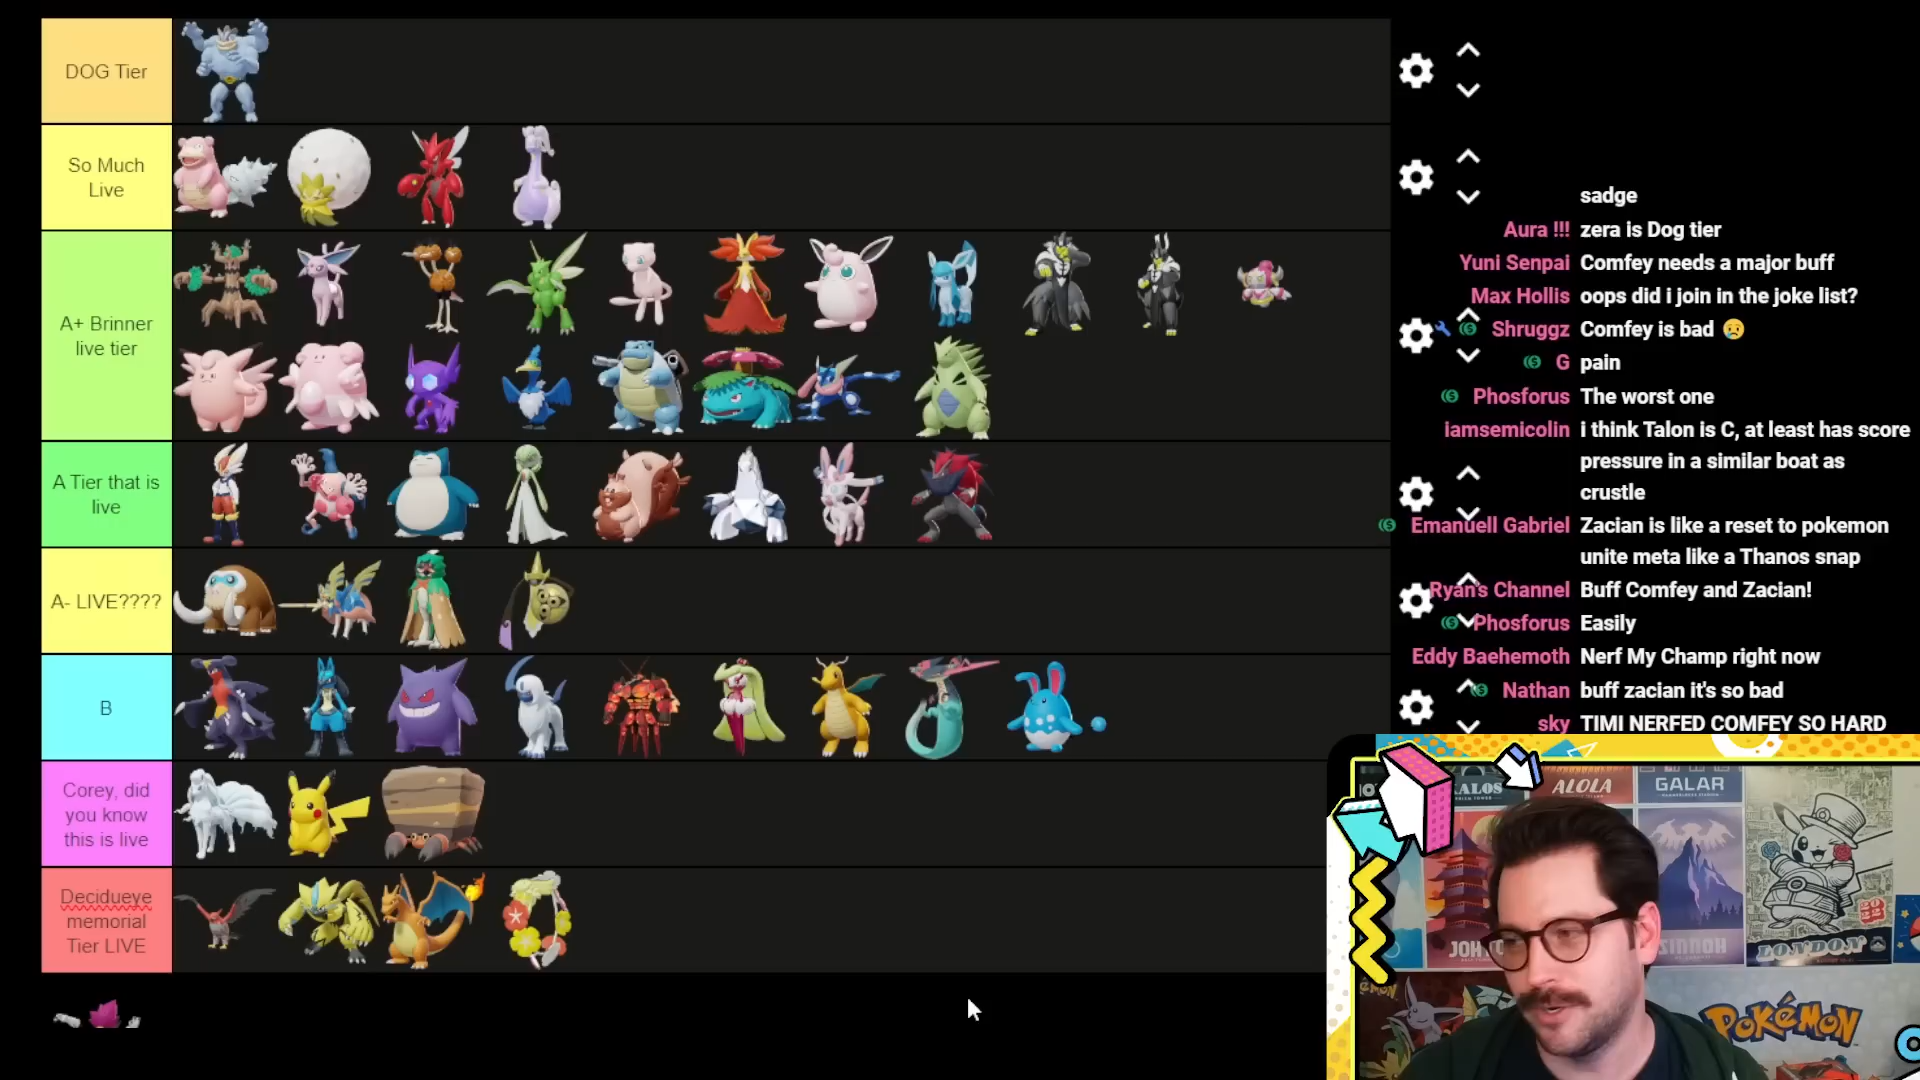 DOG Tier
So Much
Live
A+ Brinner
live tier
A Tier that is
live
A- LIVE????
B
Corey, did
you know
this is live
Decidueye
memorial
Tier LIVE
sadge
Aura !!! zera is Dog tier
Yuni Senpai Comfey needs a major buff
Max Hollis oops did i join in the joke list?
Shruggz Comfey is bad 😥
G pain
Phosforus The worst one
iamsemicolin i think Talon is C, at least has score
pressure in a similar boat as
crustle
Emanuell Gabriel Zacian is like a reset to pokemon
unite meta like a Thanos snap
Ryan's Channel Buff Comfey and Zacian!
Phosforus Easily
Eddy Baehemoth Nerf My Champ right now
Nathan buff zacian it's so bad
sky TIMI NERFED COMFEY SO HARD
KALOS
ALOLA
GALAR
SINNOH
LONDON
2022
POKÉMON